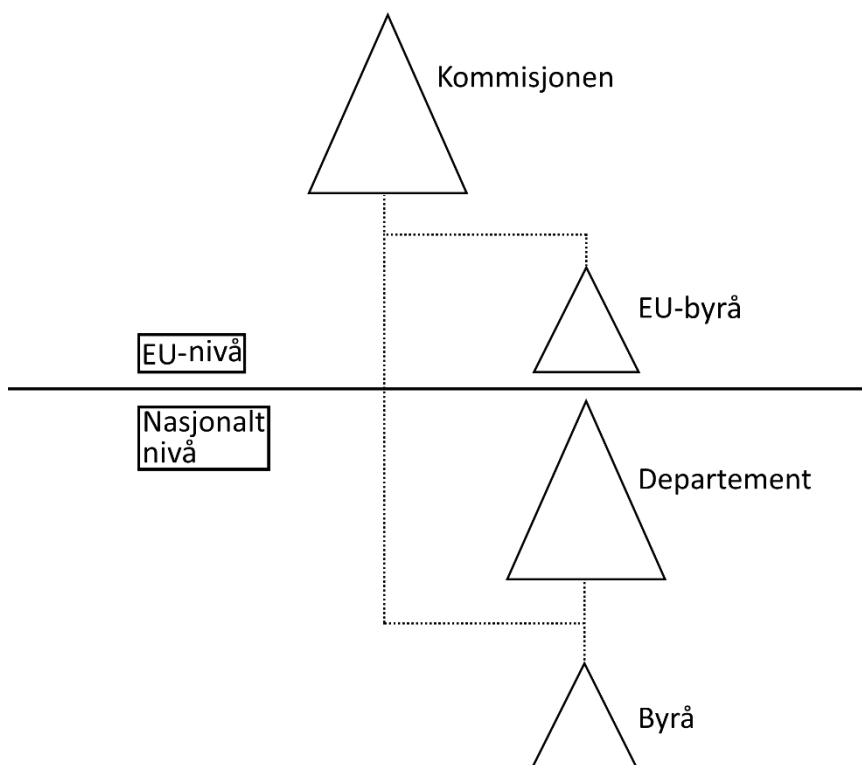 Kommisjonen
EU-byrå
EU-nivå
Nasjonalt
nivå
Departement
Byrå